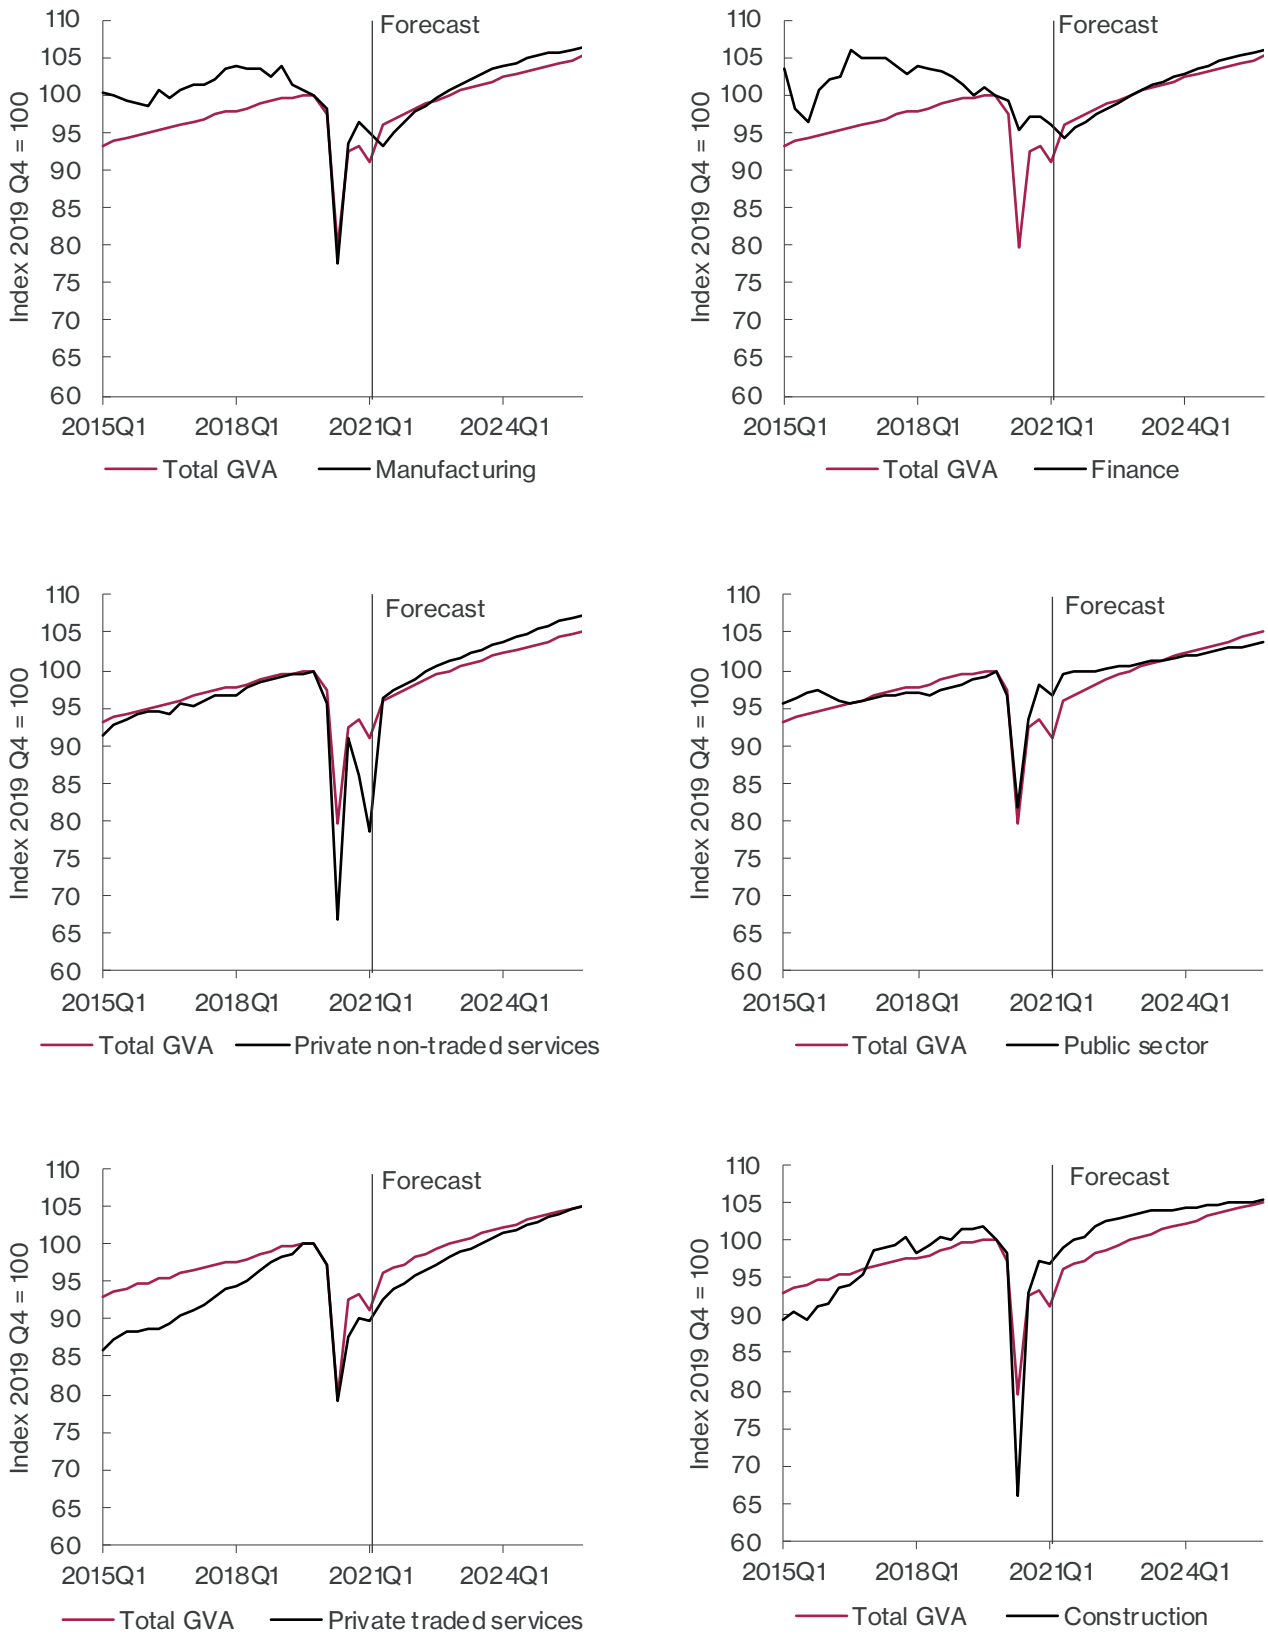 Forecast
Index 2019 Q4 = 100
110
105
100
95
90
85
80
75
70
65
60
2015Q1 2018Q1 2021Q1 2024Q1
Total GVA Manufacturing
Forecast
Index 2019 Q4 = 100
110
105
100
95
90
85
80
75
70
65
60
2015Q1 2018Q1 2021Q1 2024Q1
Total GVA Finance
Forecast
Index 2019 Q4 = 100
110
105
100
95
90
85
80
75
70
65
60
2015Q1 2018Q1 2021Q1 2024Q1
Total GVA Private non-traded services
Forecast
Index 2019 Q4 = 100
110
105
100
95
90
85
80
75
70
65
60
2015Q1 2018Q1 2021Q1 2024Q1
Total GVA Public sector
Forecast
Index 2019 Q4 = 100
110
105
100
95
90
85
80
75
70
65
60
2015Q1 2018Q1 2021Q1 2024Q1
Total GVA Private traded services
Forecast
Index 2019 Q4 = 100
110
105
100
95
90
85
80
75
70
65
60
2015Q1 2018Q1 2021Q1 2024Q1
Total GVA Construction